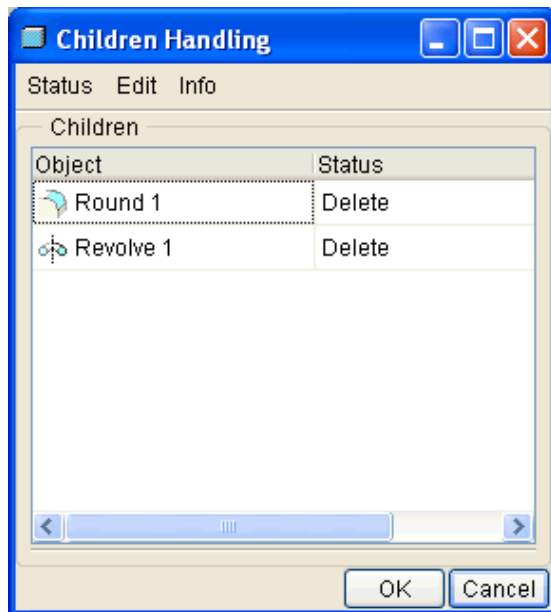 Children Handling
Status Edit Info
Children
Object Status
Round 1 Delete
Revolve 1 Delete
OK Cancel